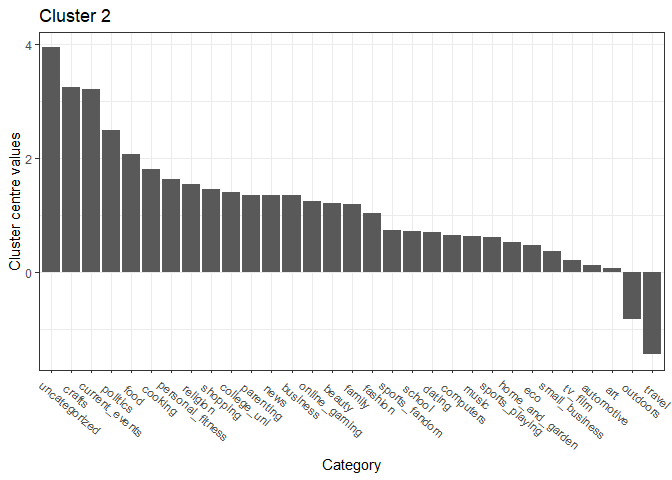 Cluster 2
Cluster centre values
4
2
0
uncategorized
crafts
current_events
politics
food
cooking
personal_fitness
religion
shopping
college_uni
parenting
news
business
online_gaming
beauty
family
fashion
sports_fandom
school
dating
computers
music
sports_playing
home_and_garden
eco
small_business
tv_film
automotive
art
outdoors
travel
Category